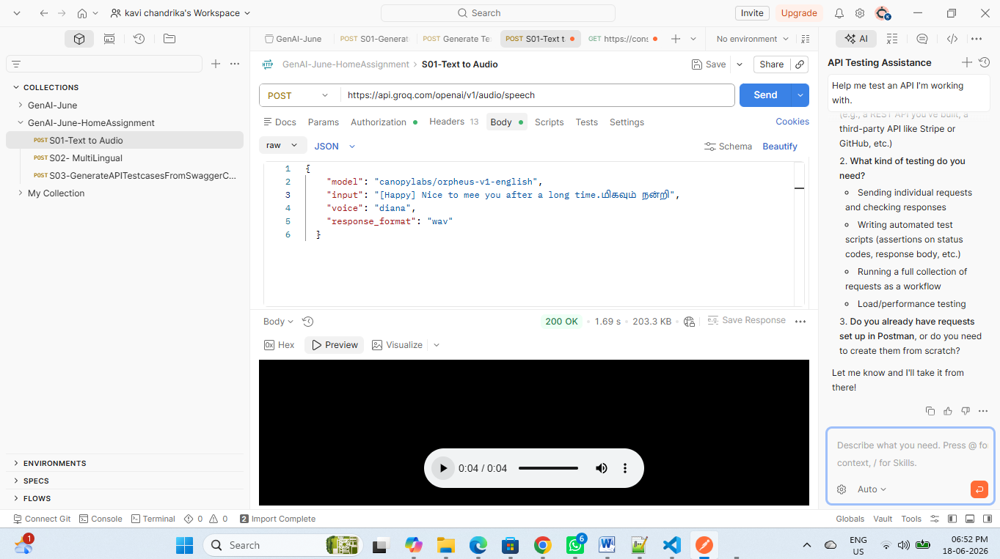 kavi chandrika's Workspace
Search
Invite
Upgrade
K
GenAI-June
POST S01-Generat
POST Generate Te
POST S01-Text t
GET https://cons
No environment
AI
GenAI-June-HomeAssignment > S01-Text to Audio
Save
Share
API Testing Assistance
COLLECTIONS
GenAI-June
GenAI-June-HomeAssignment
POST S01-Text to Audio
POST S02- MultiLingual
POST S03-GenerateAPITestcasesFromSwaggerC...
My Collection
HTTP
POST
https://api.groq.com/openai/v1/audio/speech
Send
Docs
Params
Authorization
Headers 13
Body
Scripts
Tests
Settings
Cookies
raw
JSON
Schema
Beautify
1 {
2 "model": "canopylabs/orpheus-v1-english",
3 "input": "[Happy] Nice to mee you after a long time.மிகவும் நன்றி",
4 "voice": "diana",
5 "response_format": "wav"
6 }
Body
200 OK
1.69 s
203.3 KB
e.g. Save Response
0x Hex
Preview
Visualize
0:04 / 0:04
Help me test an API I'm working
with.
(e.g., a REST API you've built, a
third-party API like Stripe or
GitHub, etc.)
2. What kind of testing do you
need?
Sending individual requests
and checking responses
Writing automated test
scripts (assertions on status
codes, response body, etc.)
Running a full collection of
requests as a workflow
Load/performance testing
3. Do you already have requests
set up in Postman, or do you need
to create them from scratch?
Let me know and I'll take it from
there!
Describe what you need. Press @ for
context, / for Skills.
Auto
ENVIRONMENTS
SPECS
FLOWS
Connect Git
Console
Terminal
0
0
2 Import Complete
Globals
Vault
Tools
1
Search
6
ENG
US
06:52 PM
18-06-2026